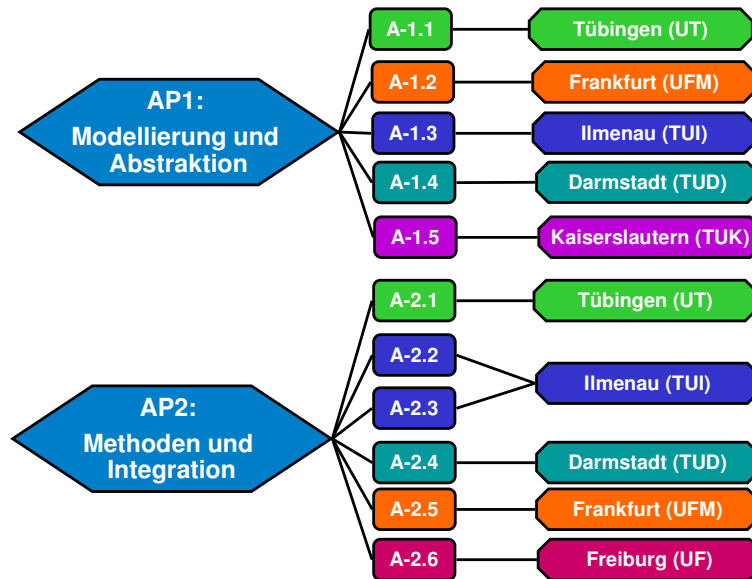 AP1:
Modellierung und
Abstraktion
A-1.1
Tübingen (UT)
A-1.2
Frankfurt (UFM)
A-1.3
Ilmenau (TUI)
A-1.4
Darmstadt (TUD)
A-1.5
Kaiserslautern (TUK)
AP2:
Methoden und
Integration
A-2.1
Tübingen (UT)
A-2.2
A-2.3
Ilmenau (TUI)
A-2.4
Darmstadt (TUD)
A-2.5
Frankfurt (UFM)
A-2.6
Freiburg (UF)